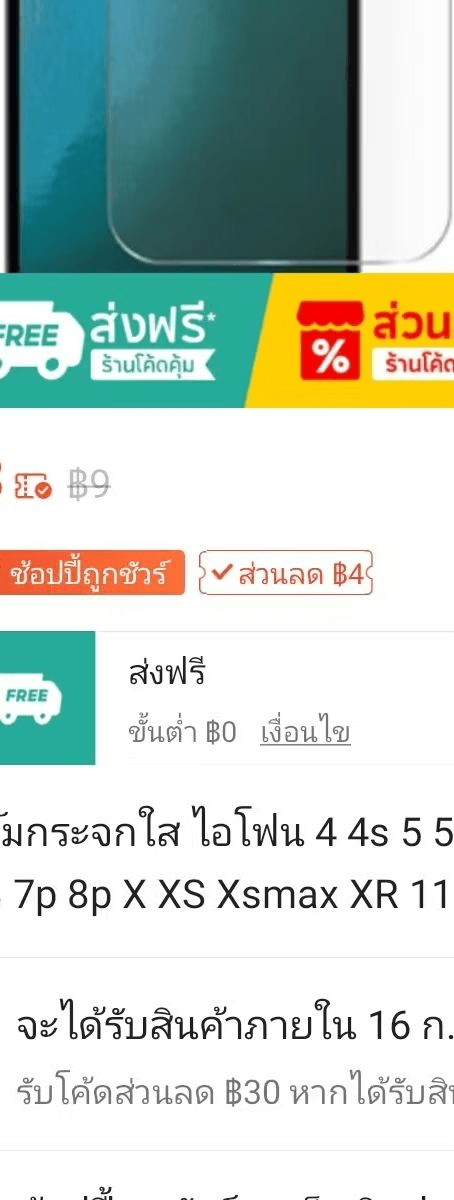 FREE ส่งฟรี*
ร้านโค้ดคุ้ม
% ส่วน
ร้านโค้ด
฿9
ช้อปปี้ถูกชัวร์ ส่วนลด ฿4
FREE
ส่งฟรี
ขั้นต่ำ ฿0 เงื่อนไข
มกระจกใส ไอโฟน 4 4s 5 5
7p 8p X XS Xsmax XR 11
จะได้รับสินค้าภายใน 16 ก.
รับโค้ดส่วนลด ฿30 หากได้รับสิ